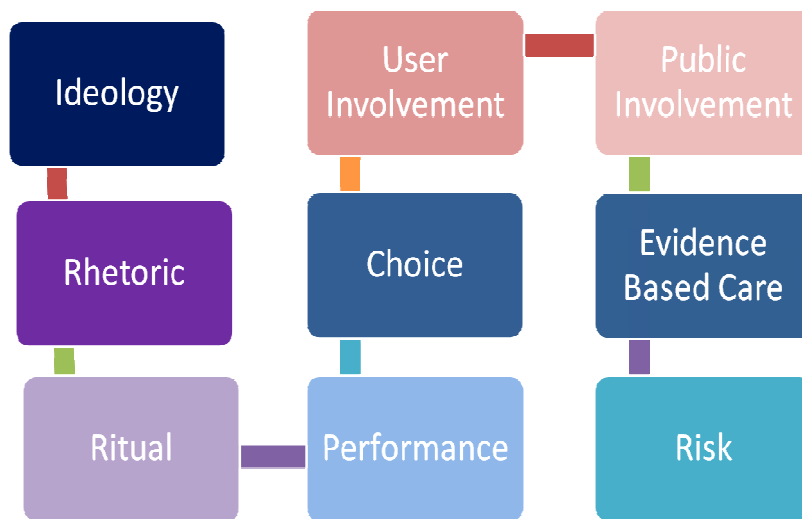 Ideology
Rhetoric
Ritual
Performance
Choice
User
Involvement
Public
Involvement
Evidence
Based Care
Risk